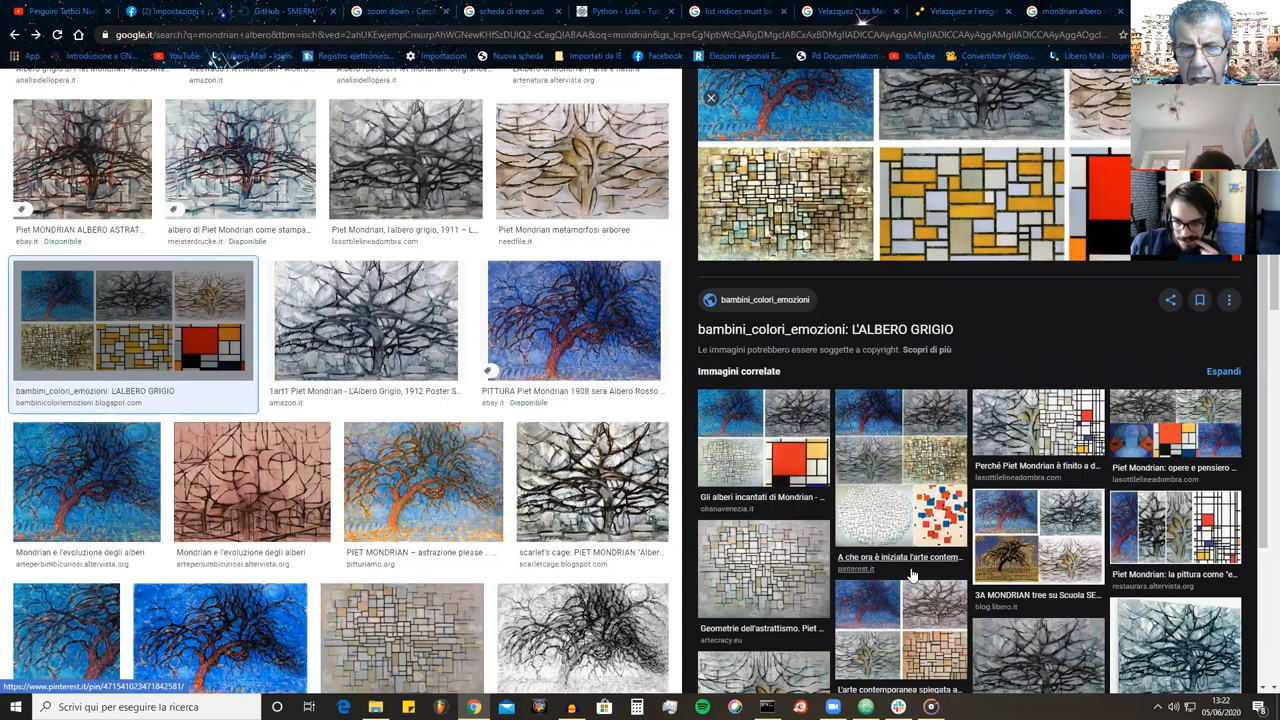 Pinguini Tattici Nuc
(2) Impostazioni e
GitHub - SMERM/
zoom down - Cerc
scheda di rete usb
Python - Lists - Tut
list indices must be
Velazquez "Las Me
Velazquez e l'enig
mondrian albero
google.it/search?q=mondrian+albero&tbm=isch&ved=
App
Introduzione a GN...
YouTube
Libero Mail - login
Registro elettronico
Impostazioni
Nuova scheda
Importati da IE
Facebook
Elezioni regionali E...
Pd Documentation
YouTube
Convertitore Video...
Libero Mail - login
analisidellopera.it
amazon.it
analisidellopera.it
artenatura.altervista.org
Piet MONDRIAN ALBERO ASTRAT...
ebay.it · Disponibile
albero di Piet Mondrian come stampa...
meisterdrucke.it · Disponibile
Piet Mondrian, l'albero grigio, 1911 – L...
lasottilelineadombra.com
Piet Mondrian metamorfosi arboree
needfile.it
bambini_colori_emozioni: L'ALBERO GRIGIO
bambinicoloriemozioni.blogspot.com
1art1 Piet Mondrian - L'Albero Grigio, 1912 Poster S...
amazon.it
PITTURA Piet Mondrian 1908 sera Albero Rosso ...
ebay.it · Disponibile
Mondrian e l'evoluzione degli alberi
arteperbimbicuriosi.altervista.org
Mondrian e l'evoluzione degli alberi
arteperbimbicuriosi.altervista.org
PIET MONDRIAN – astrazione please ...
pitturiamo.org
scarlet's cage: PIET MONDRIAN "Alber...
scarletcage.blogspot.com
bambini_colori_emozioni
bambini_colori_emozioni: L'ALBERO GRIGIO
Le immagini potrebbero essere soggette a copyright. Scopri di più
Immagini correlate
Espandi
Gli alberi incantati di Mondrian - ...
ohanavenezia.it
A che ora è iniziata l'arte contem...
pinterest.it
Perché Piet Mondrian è finito a d...
lasottilelineadombra.com
Piet Mondrian: opere e pensiero ...
lasottilelineadombra.com
Geometrie dell'astrattismo. Piet ...
artecracy.eu
L'arte contemporanea spiegata a...
3A MONDRIAN tree su Scuola SE...
blog.libero.it
Piet Mondrian: la pittura come "e...
restaurars.altervista.org
https://www.pinterest.it/pin/471541023471842581/
Scrivi qui per eseguire la ricerca
13:22
05/06/2020